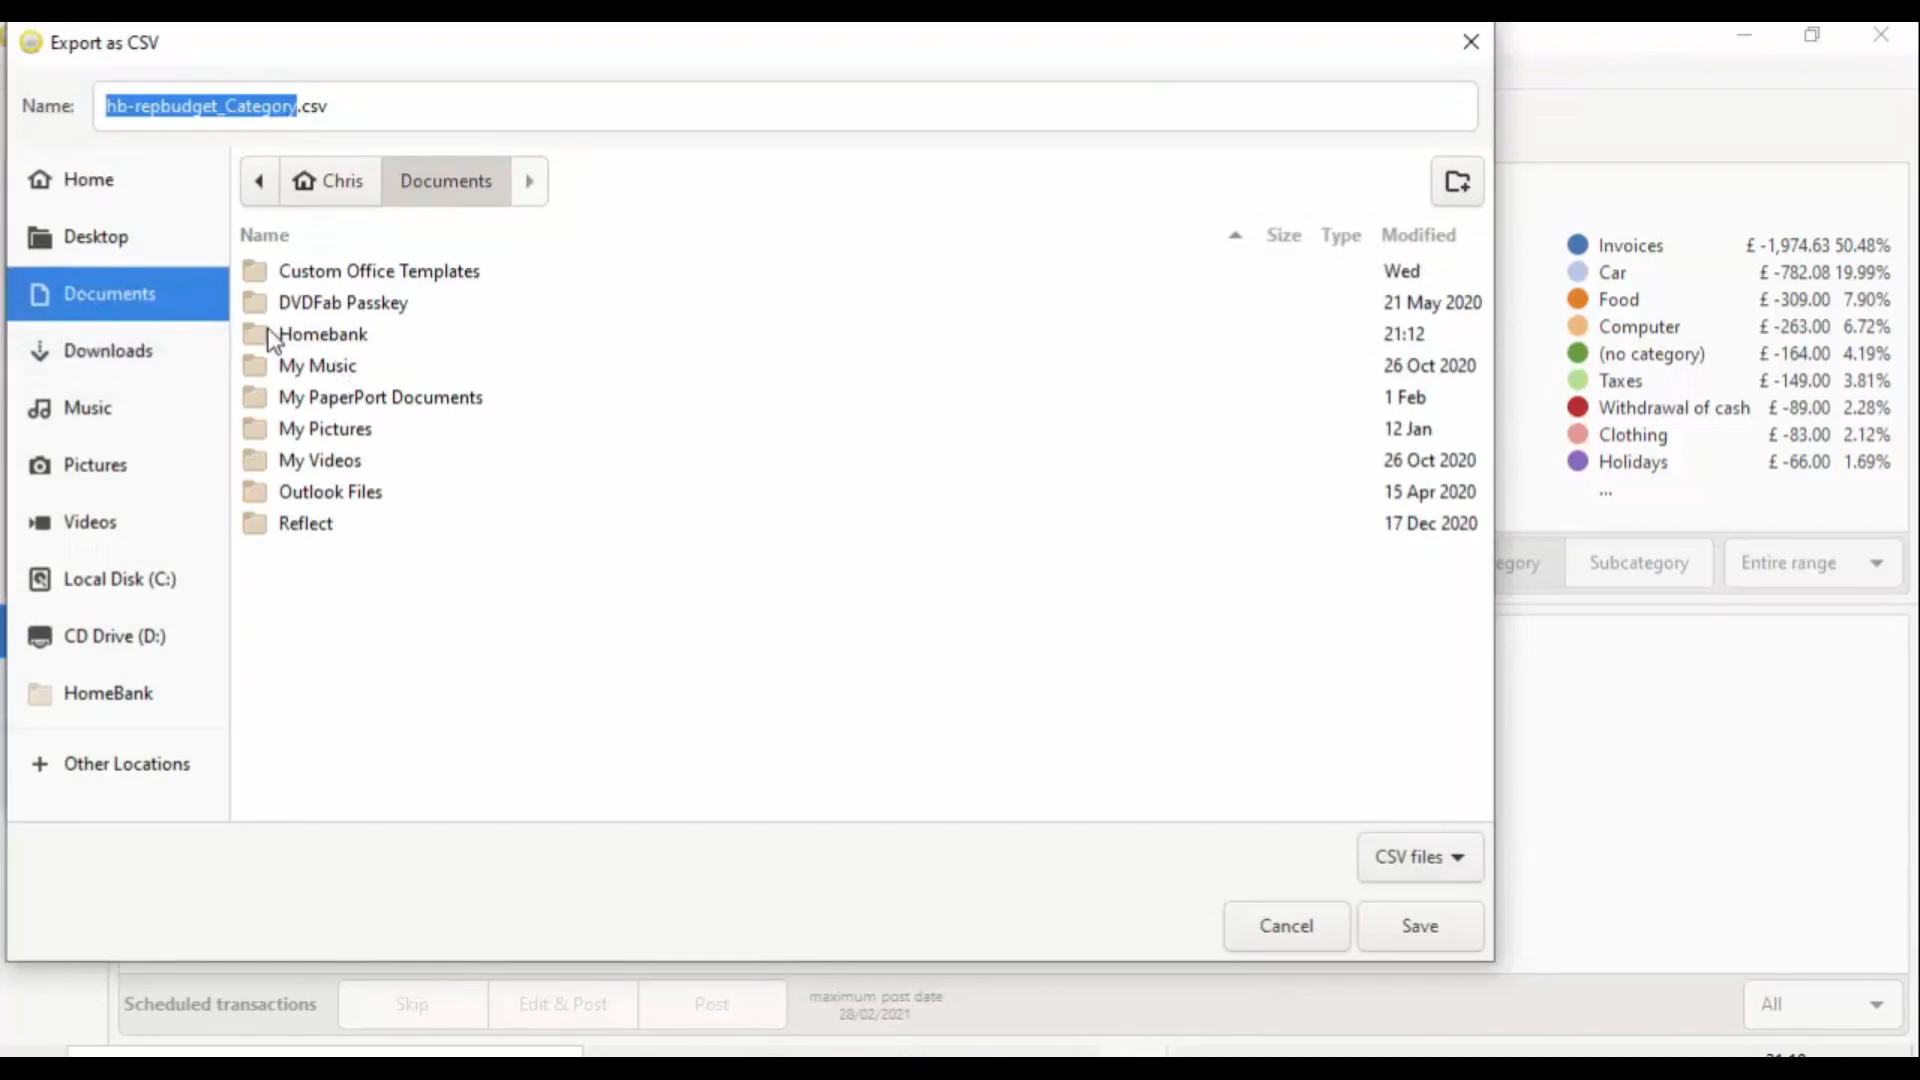 Export as CSV
Name: hb-repbudget_Category.csv
Home
Desktop
Documents
Downloads
Music
Pictures
Videos
Local Disk (C:)
CD Drive (D:)
HomeBank
Other Locations
Chris Documents
Name Size Type Modified
Custom Office Templates Wed
DVDFab Passkey 21 May 2020
Homebank 21:12
My Music 26 Oct 2020
My PaperPort Documents 1 Feb
My Pictures 12 Jan
My Videos 26 Oct 2020
Outlook Files 15 Apr 2020
Reflect 17 Dec 2020
CSV files
Cancel Save
Invoices £ -1,974.63 50.48%
Car £ -782.08 19.99%
Food £ -309.00 7.90%
Computer £ -263.00 6.72%
(no category) £ -164.00 4.19%
Taxes £ -149.00 3.81%
Withdrawal of cash £ -89.00 2.28%
Clothing £ -83.00 2.12%
Holidays £ -66.00 1.69%
...
egory Subcategory Entire range
Scheduled transactions Skip Edit & Post Post
maximum post date
28/02/2021
All